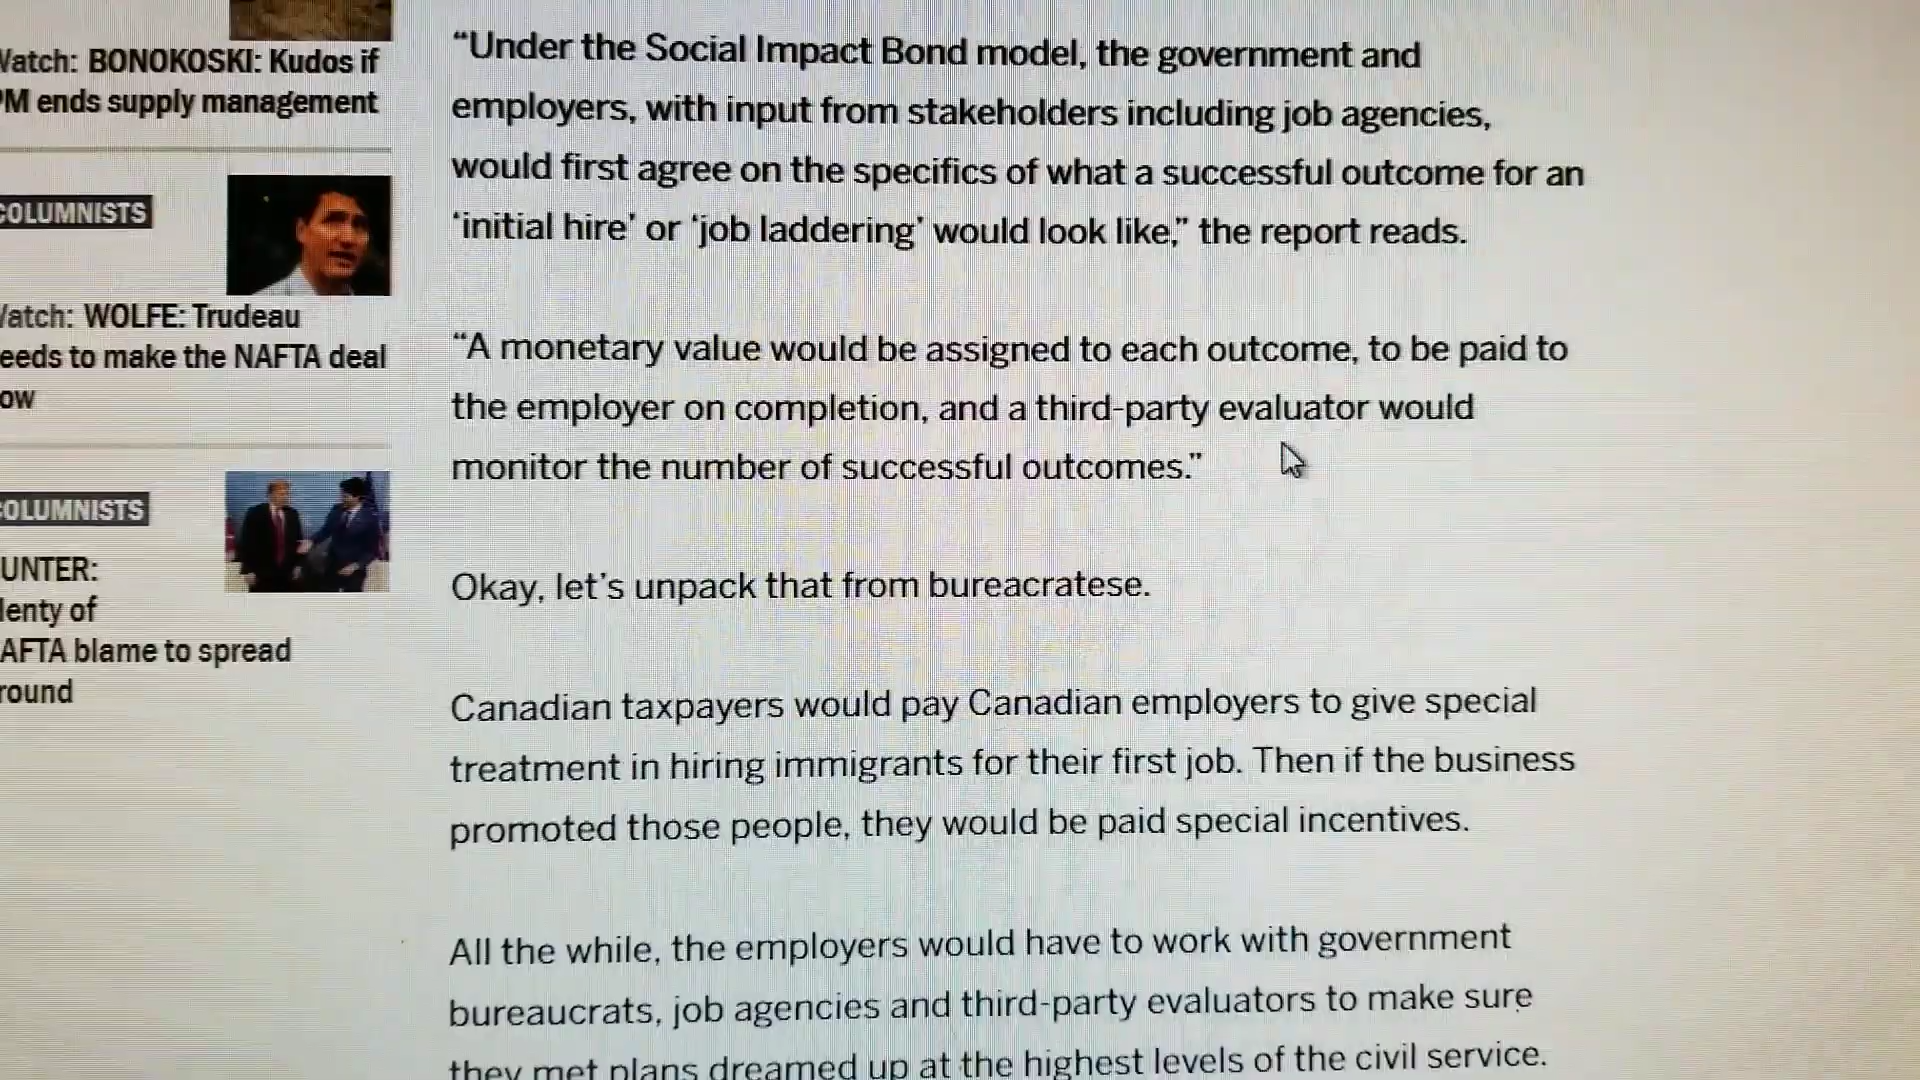 Watch: BONOKOSKI: Kudos if
PM ends supply management
COLUMNISTS
Watch: WOLFE: Trudeau
eeds to make the NAFTA deal
ow
COLUMNISTS
UNTER:
lenty of
AFTA blame to spread
round
“Under the Social Impact Bond model, the government and
employers, with input from stakeholders including job agencies,
would first agree on the specifics of what a successful outcome for an
‘initial hire’ or ‘job laddering’ would look like,” the report reads.
“A monetary value would be assigned to each outcome, to be paid to
the employer on completion, and a third-party evaluator would
monitor the number of successful outcomes.”
Okay, let’s unpack that from bureacratese.
Canadian taxpayers would pay Canadian employers to give special
treatment in hiring immigrants for their first job. Then if the business
promoted those people, they would be paid special incentives.
All the while, the employers would have to work with government
bureaucrats, job agencies and third-party evaluators to make sure
they met plans dreamed up at the highest levels of the civil service.